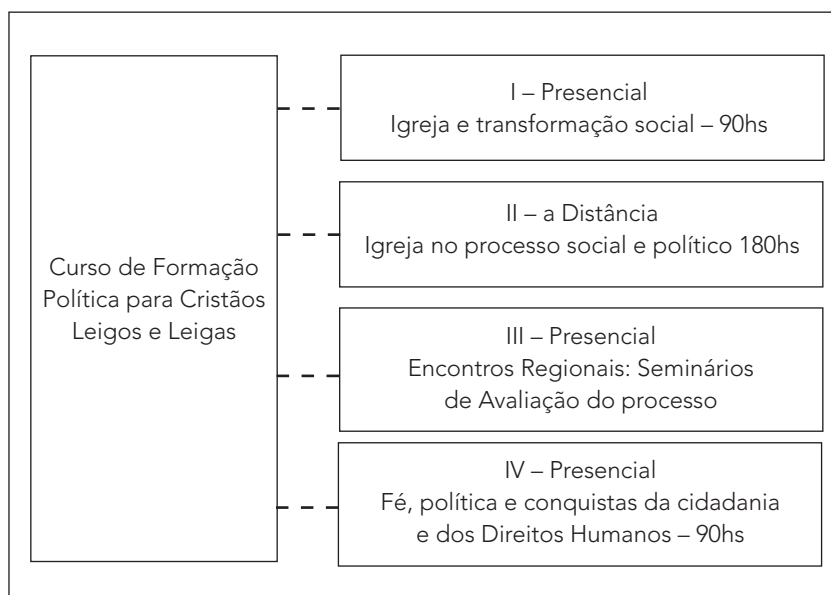 Curso de Formação
Política para Cristãos
Leigos e Leigas
I – Presencial
Igreja e transformação social – 90hs
II – a Distância
Igreja no processo social e político 180hs
III – Presencial
Encontros Regionais: Seminários
de Avaliação do processo
IV – Presencial
Fé, política e conquistas da cidadania
e dos Direitos Humanos – 90hs